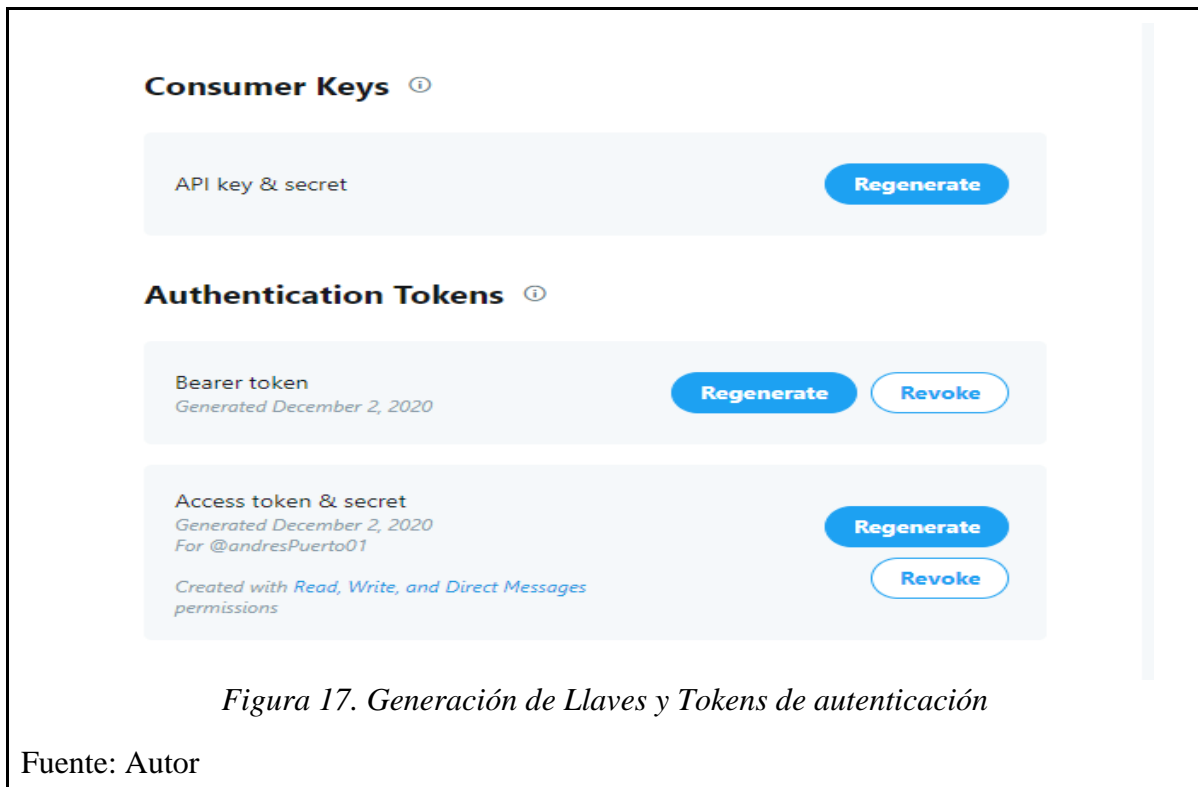 Consumer Keys
API key & secret
Regenerate
Authentication Tokens
Bearer token
Generated December 2, 2020
Regenerate
Revoke
Access token & secret
Generated December 2, 2020
For @andresPuerto01
Created with Read, Write, and Direct Messages
permissions
Regenerate
Revoke
Figura 17. Generación de Llaves y Tokens de autenticación
Fuente: Autor